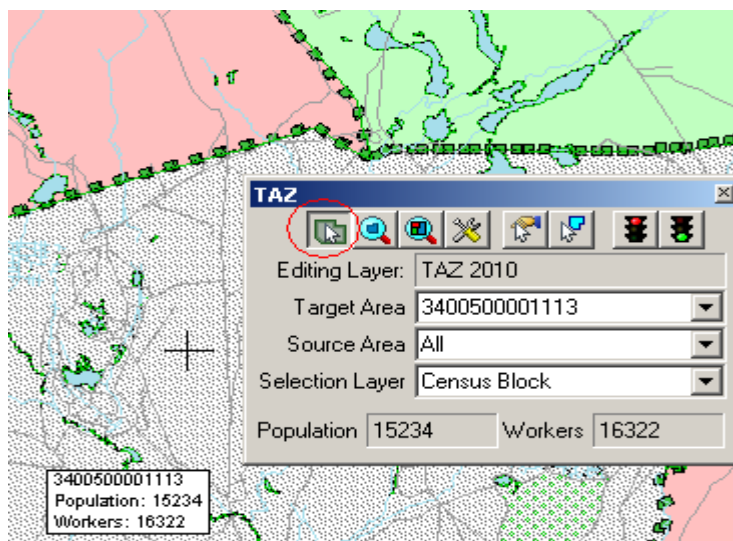 TAZ
Editing Layer: TAZ 2010
Target Area 3400500001113
Source Area All
Selection Layer Census Block
Population 15234 Workers 16322
3400500001113
Population: 15234
Workers: 16322